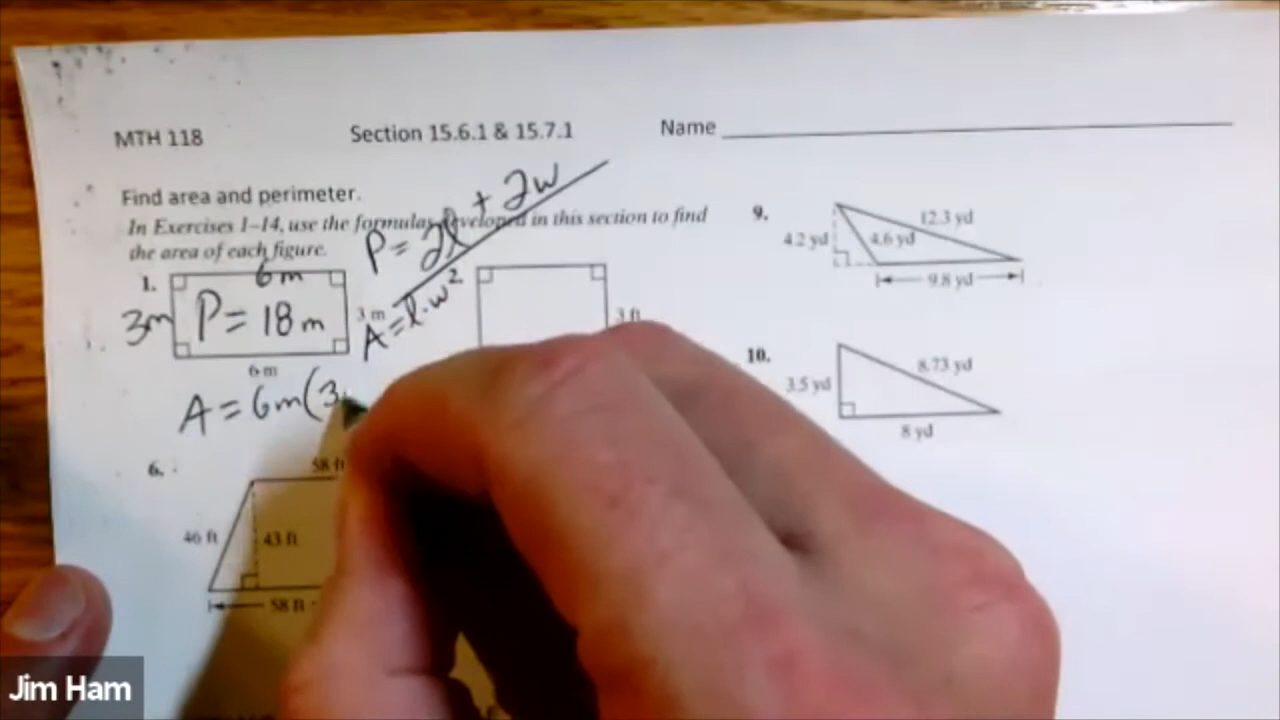 MTH 118 Section 15.6.1 & 15.7.1 Name
Find area and perimeter.
In Exercises 1–14, use the formulas developed in this section to find
the area of each figure.
P = 2l + 2w
A = l · w²
1.
6m
3m
P = 18m
3 m
6 m
A = 6m(3
3 ft
6.
58 ft
46 ft
43 ft
58 ft
9.
4.2 yd
4.6 yd
12.3 yd
9.8 yd
10.
3.5 yd
8.73 yd
8 yd
Jim Ham